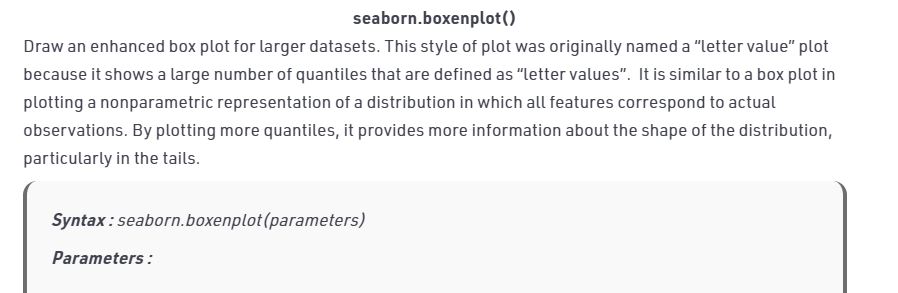 seaborn.boxenplot()
Draw an enhanced box plot for larger datasets. This style of plot was originally named a “letter value” plot
because it shows a large number of quantiles that are defined as “letter values”.  It is similar to a box plot in
plotting a nonparametric representation of a distribution in which all features correspond to actual
observations. By plotting more quantiles, it provides more information about the shape of the distribution,
particularly in the tails.
Syntax : seaborn.boxenplot(parameters)
Parameters :